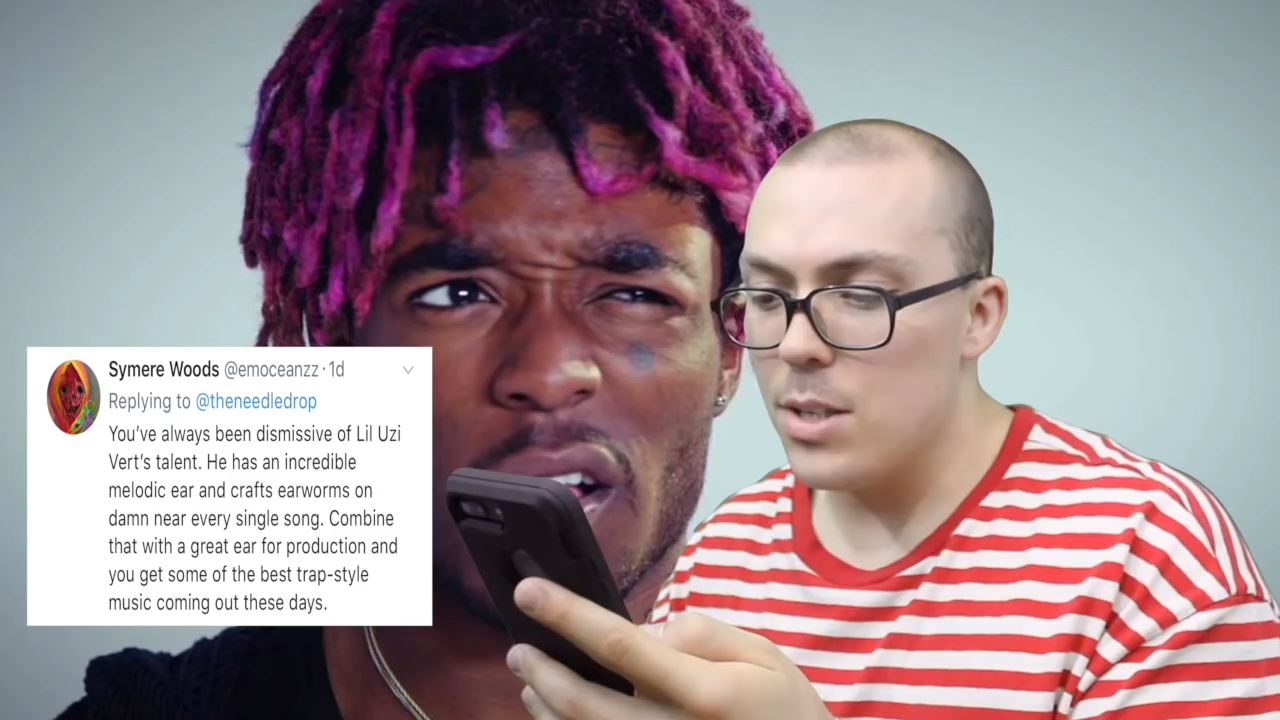 Symere Woods @emoceanzz · 1d
Replying to @theneedledrop
You've always been dismissive of Lil Uzi
Vert's talent. He has an incredible
melodic ear and crafts earworms on
damn near every single song. Combine
that with a great ear for production and
you get some of the best trap-style
music coming out these days.